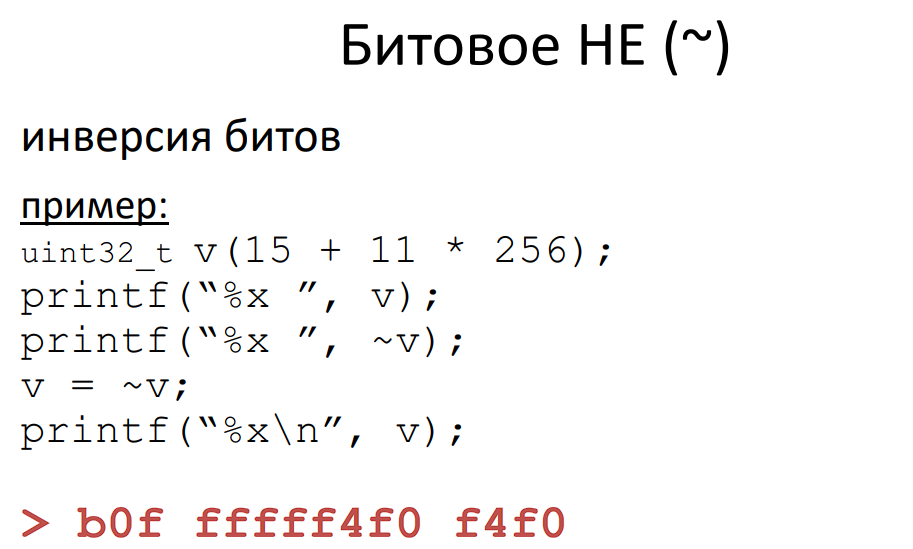 Битовое НЕ (~)
инверсия битов
пример:
uint32_t v(15 + 11 * 256);
printf(“%x ”, v);
printf(“%x ”, ~v);
v = ~v;
printf(“%x\n”, v);
> b0f fffff4f0 f4f0